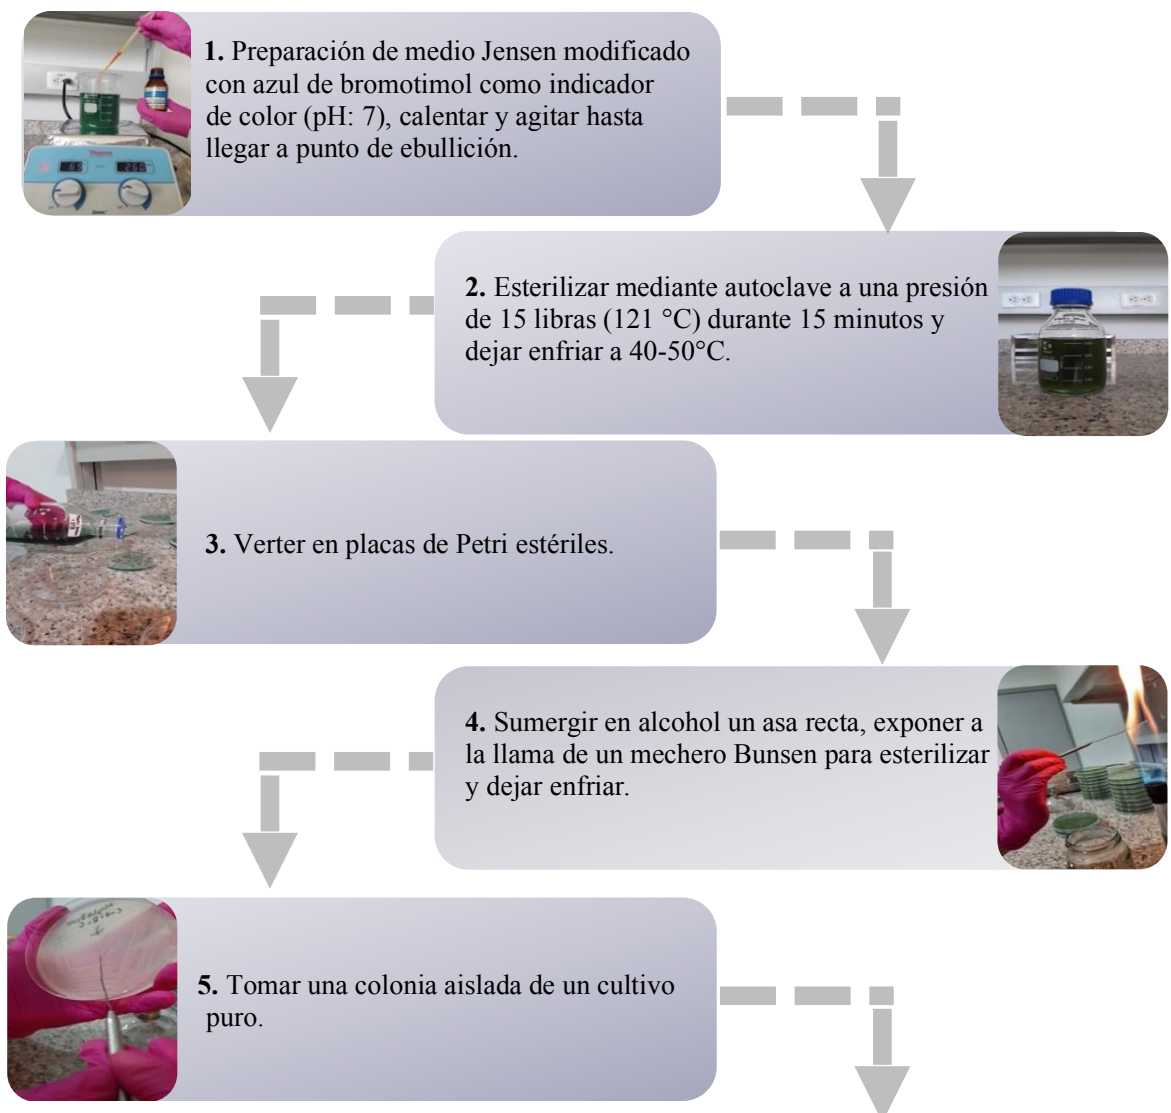 1. Preparación de medio Jensen modificado
con azul de bromotimol como indicador
de color (pH: 7), calentar y agitar hasta
llegar a punto de ebullición.
2. Esterilizar mediante autoclave a una presión
de 15 libras (121 °C) durante 15 minutos y
dejar enfriar a 40-50°C.
3. Verter en placas de Petri estériles.
4. Sumergir en alcohol un asa recta, exponer a
la llama de un mechero Bunsen para esterilizar
y dejar enfriar.
5. Tomar una colonia aislada de un cultivo
puro.